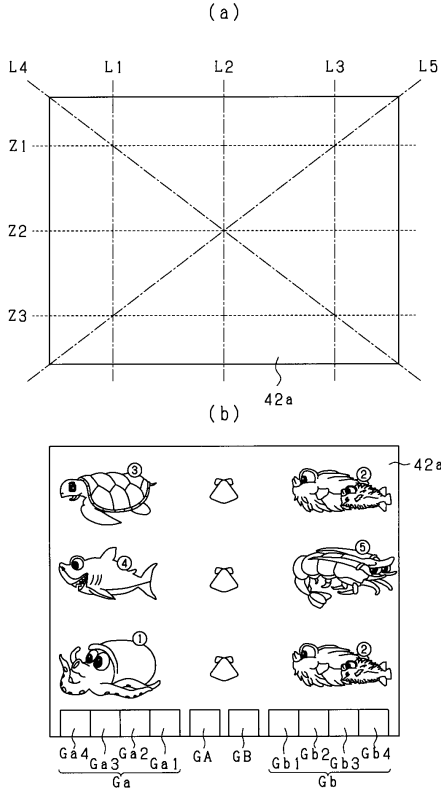 (a)
L4 L1 L2 L3 L5
Z1
Z2
Z3
42a
(b)
42a
③ ②
④ ⑤
① ②
Ga4 Ga3 Ga2 Ga1 GA GB Gb1 Gb2 Gb3 Gb4
Ga Gb